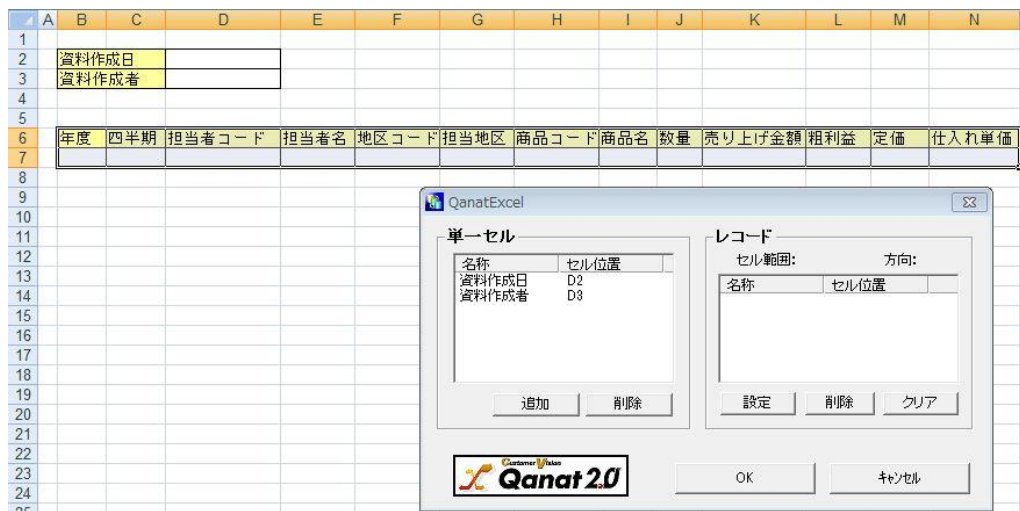 A B C D E F G H I J K L M N
1
2 資料作成日
3 資料作成者
4
5
6 年度 四半期 担当者コード 担当者名 地区コード 担当地区 商品コード 商品名 数量 売り上げ金額 粗利益 定価 仕入れ単価
7
8
9
10
11
12
13
14
15
16
17
18
19
20
21
22
23
24
25
QanatExcel
単一セル
名称 セル位置
資料作成日 D2
資料作成者 D3
追加 削除
レコード
セル範囲: 方向:
名称 セル位置
設定 削除 クリア
Customer Vision
Qanat 2.0
OK キャンセル